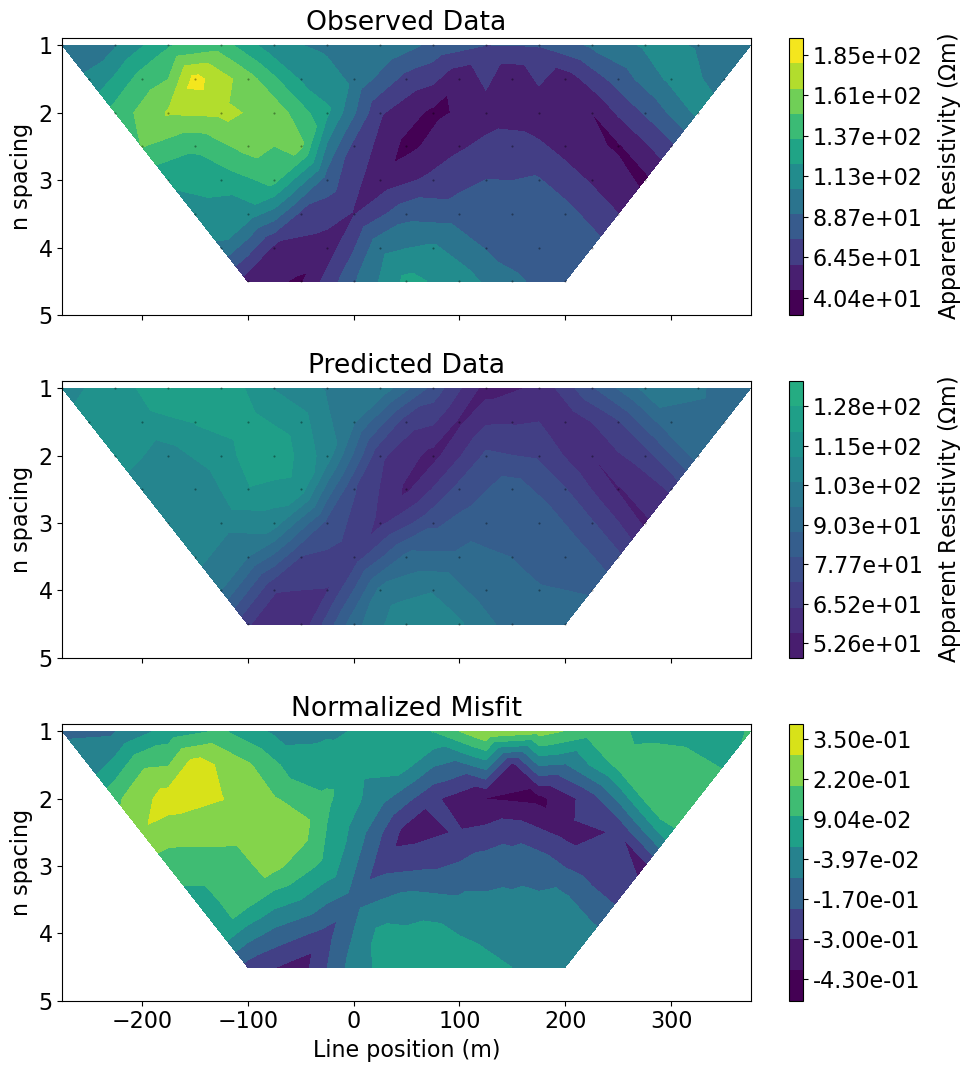 Observed Data
1
2
3
4
5
n spacing
1.85e+02
1.61e+02
1.37e+02
1.13e+02
8.87e+01
6.45e+01
4.04e+01
Apparent Resistivity (Ωm)
Predicted Data
1
2
3
4
5
n spacing
1.28e+02
1.15e+02
1.03e+02
9.03e+01
7.77e+01
6.52e+01
5.26e+01
Apparent Resistivity (Ωm)
Normalized Misfit
1
2
3
4
5
n spacing
3.50e-01
2.20e-01
9.04e-02
-3.97e-02
-1.70e-01
-3.00e-01
-4.30e-01
−200 −100 0 100 200 300
Line position (m)